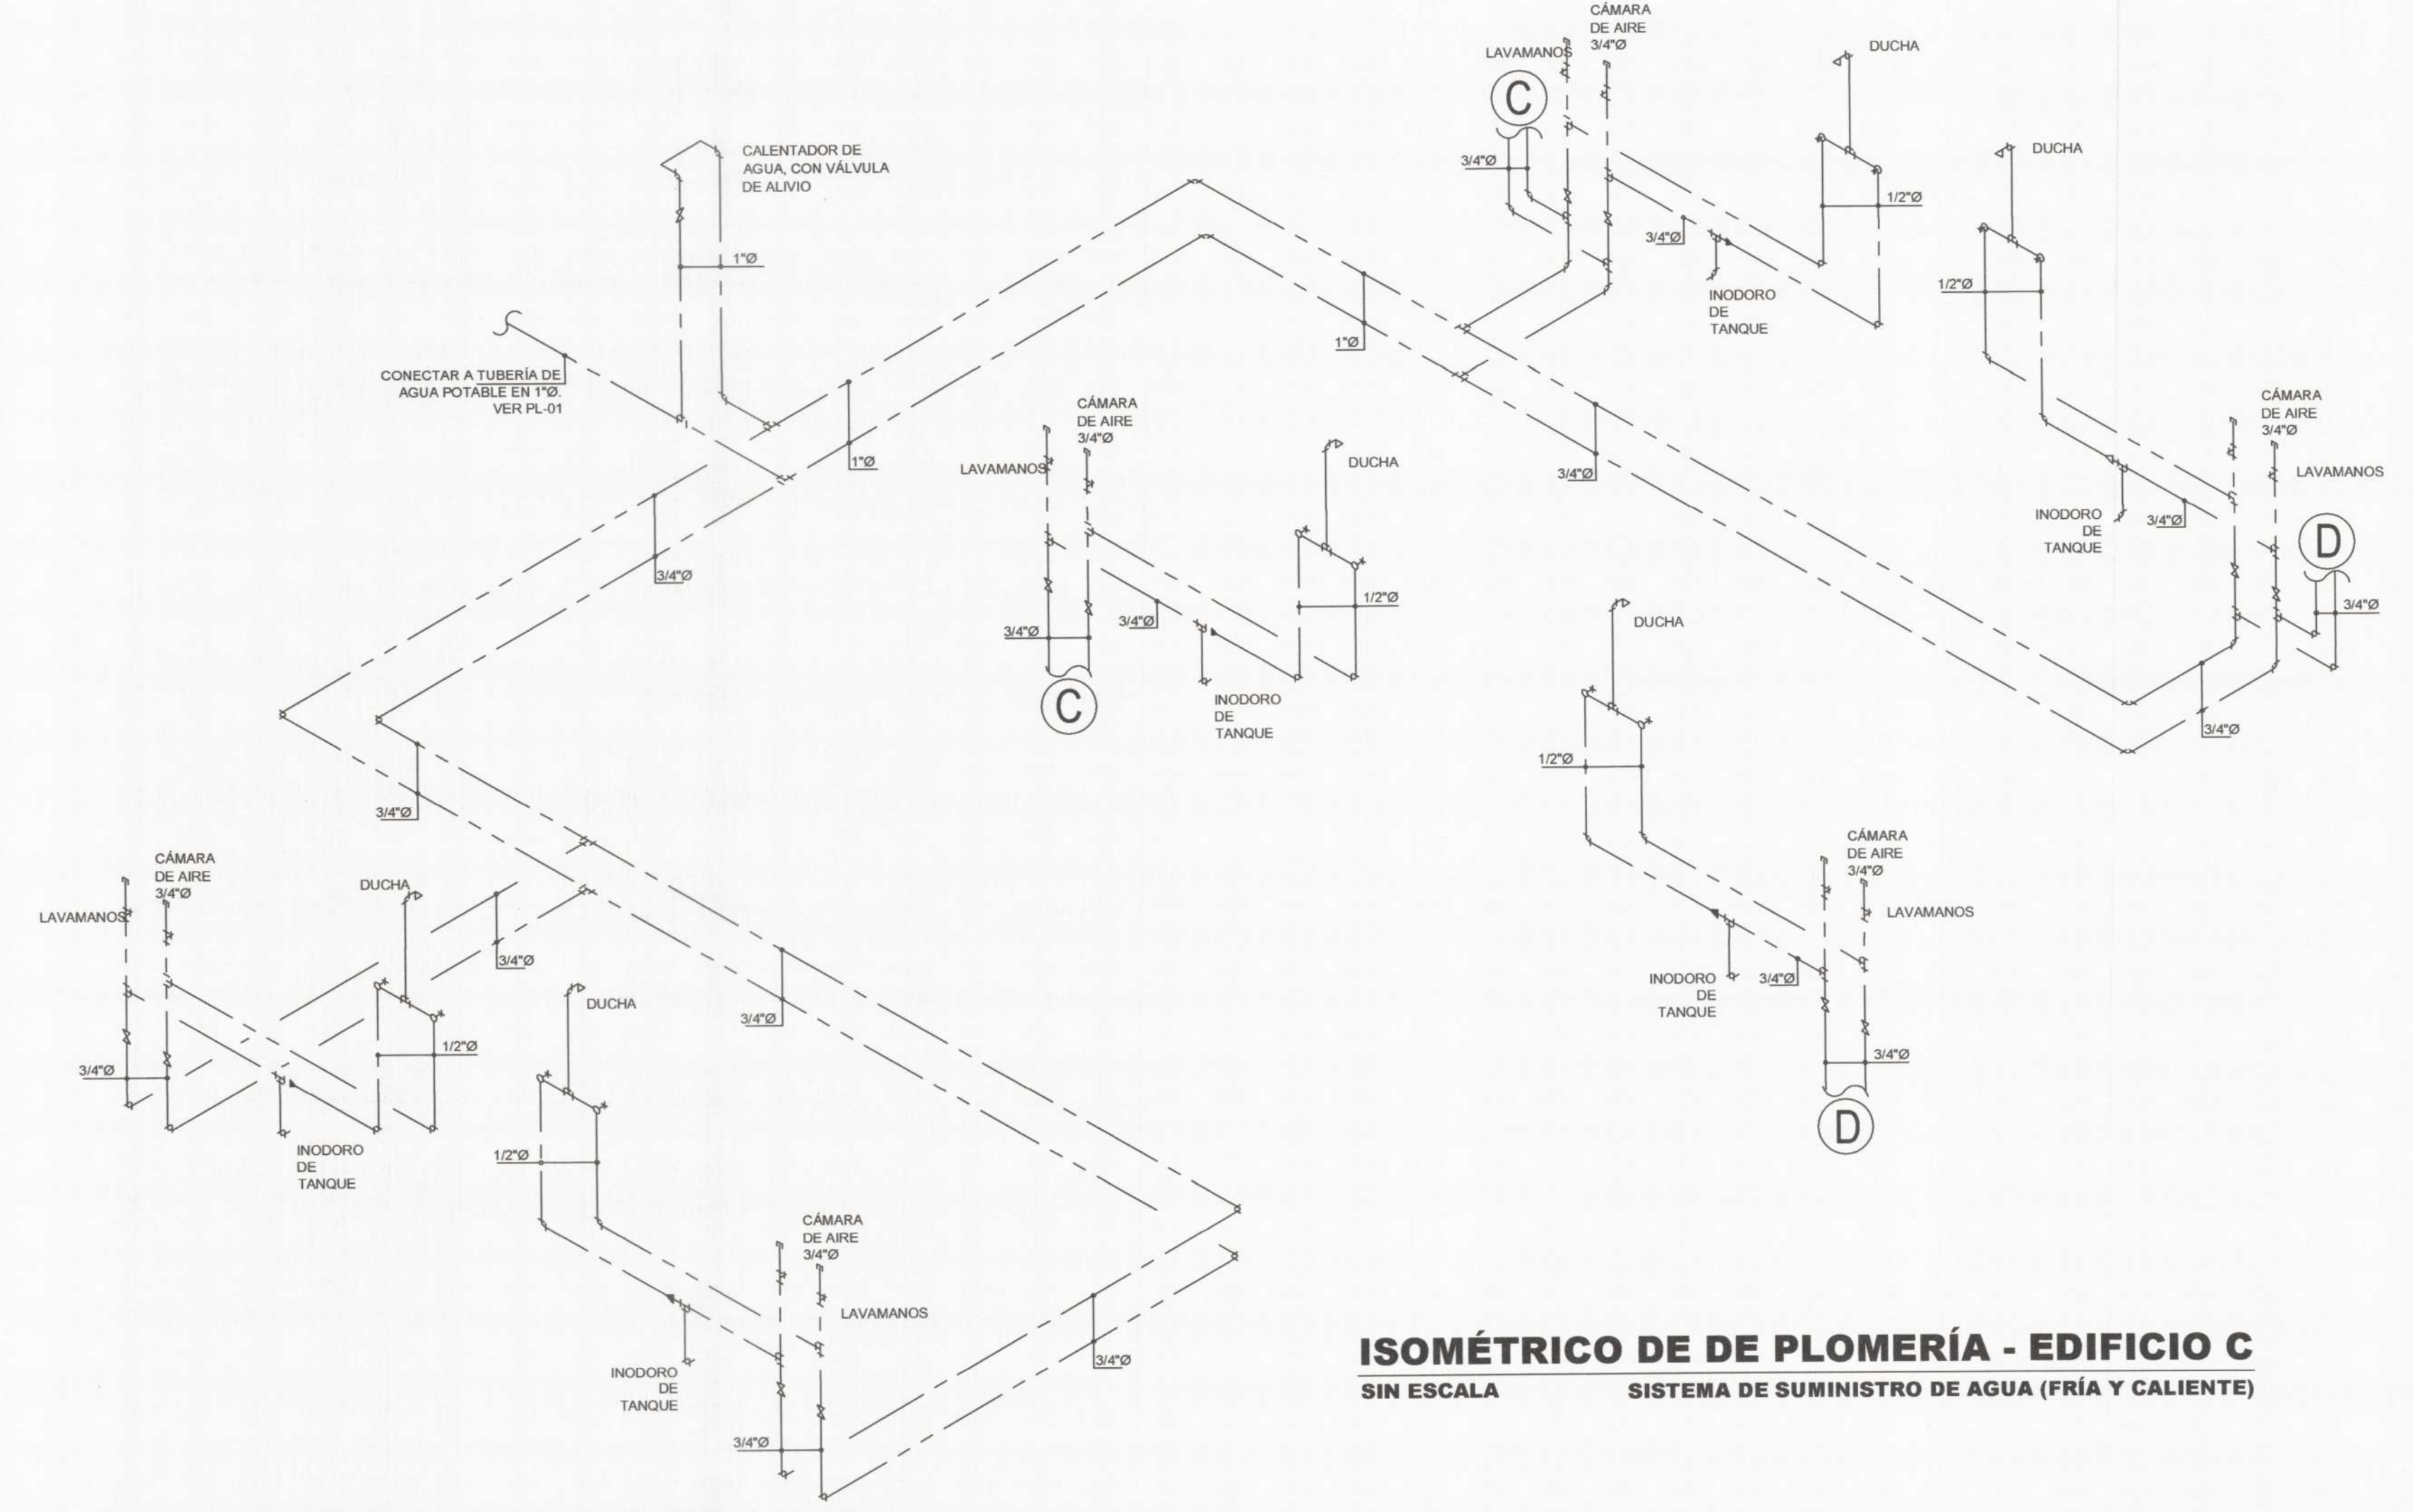 CÁMARA
DE AIRE
3/4"Ø
LAVAMANOS
DUCHA
C
3/4"Ø
1/2"Ø
3/4"Ø
INODORO
DE
TANQUE
DUCHA
1/2"Ø
CÁMARA
DE AIRE
3/4"Ø
LAVAMANOS
INODORO
DE
TANQUE
3/4"Ø
D
3/4"Ø
3/4"Ø
CALENTADOR DE
AGUA, CON VÁLVULA
DE ALIVIO
1"Ø
CONECTAR A TUBERÍA DE
AGUA POTABLE EN 1"Ø.
VER PL-01
1"Ø
1"Ø
3/4"Ø
3/4"Ø
CÁMARA
DE AIRE
3/4"Ø
LAVAMANOS
DUCHA
1/2"Ø
3/4"Ø
3/4"Ø
C
INODORO
DE
TANQUE
DUCHA
1/2"Ø
CÁMARA
DE AIRE
3/4"Ø
LAVAMANOS
INODORO
DE
TANQUE
3/4"Ø
3/4"Ø
D
3/4"Ø
CÁMARA
DE AIRE
3/4"Ø
LAVAMANOS
DUCHA
3/4"Ø
3/4"Ø
1/2"Ø
3/4"Ø
INODORO
DE
TANQUE
DUCHA
1/2"Ø
CÁMARA
DE AIRE
3/4"Ø
LAVAMANOS
INODORO
DE
TANQUE
3/4"Ø
3/4"Ø
ISOMÉTRICO DE DE PLOMERÍA - EDIFICIO C
SIN ESCALA SISTEMA DE SUMINISTRO DE AGUA (FRÍA Y CALIENTE)